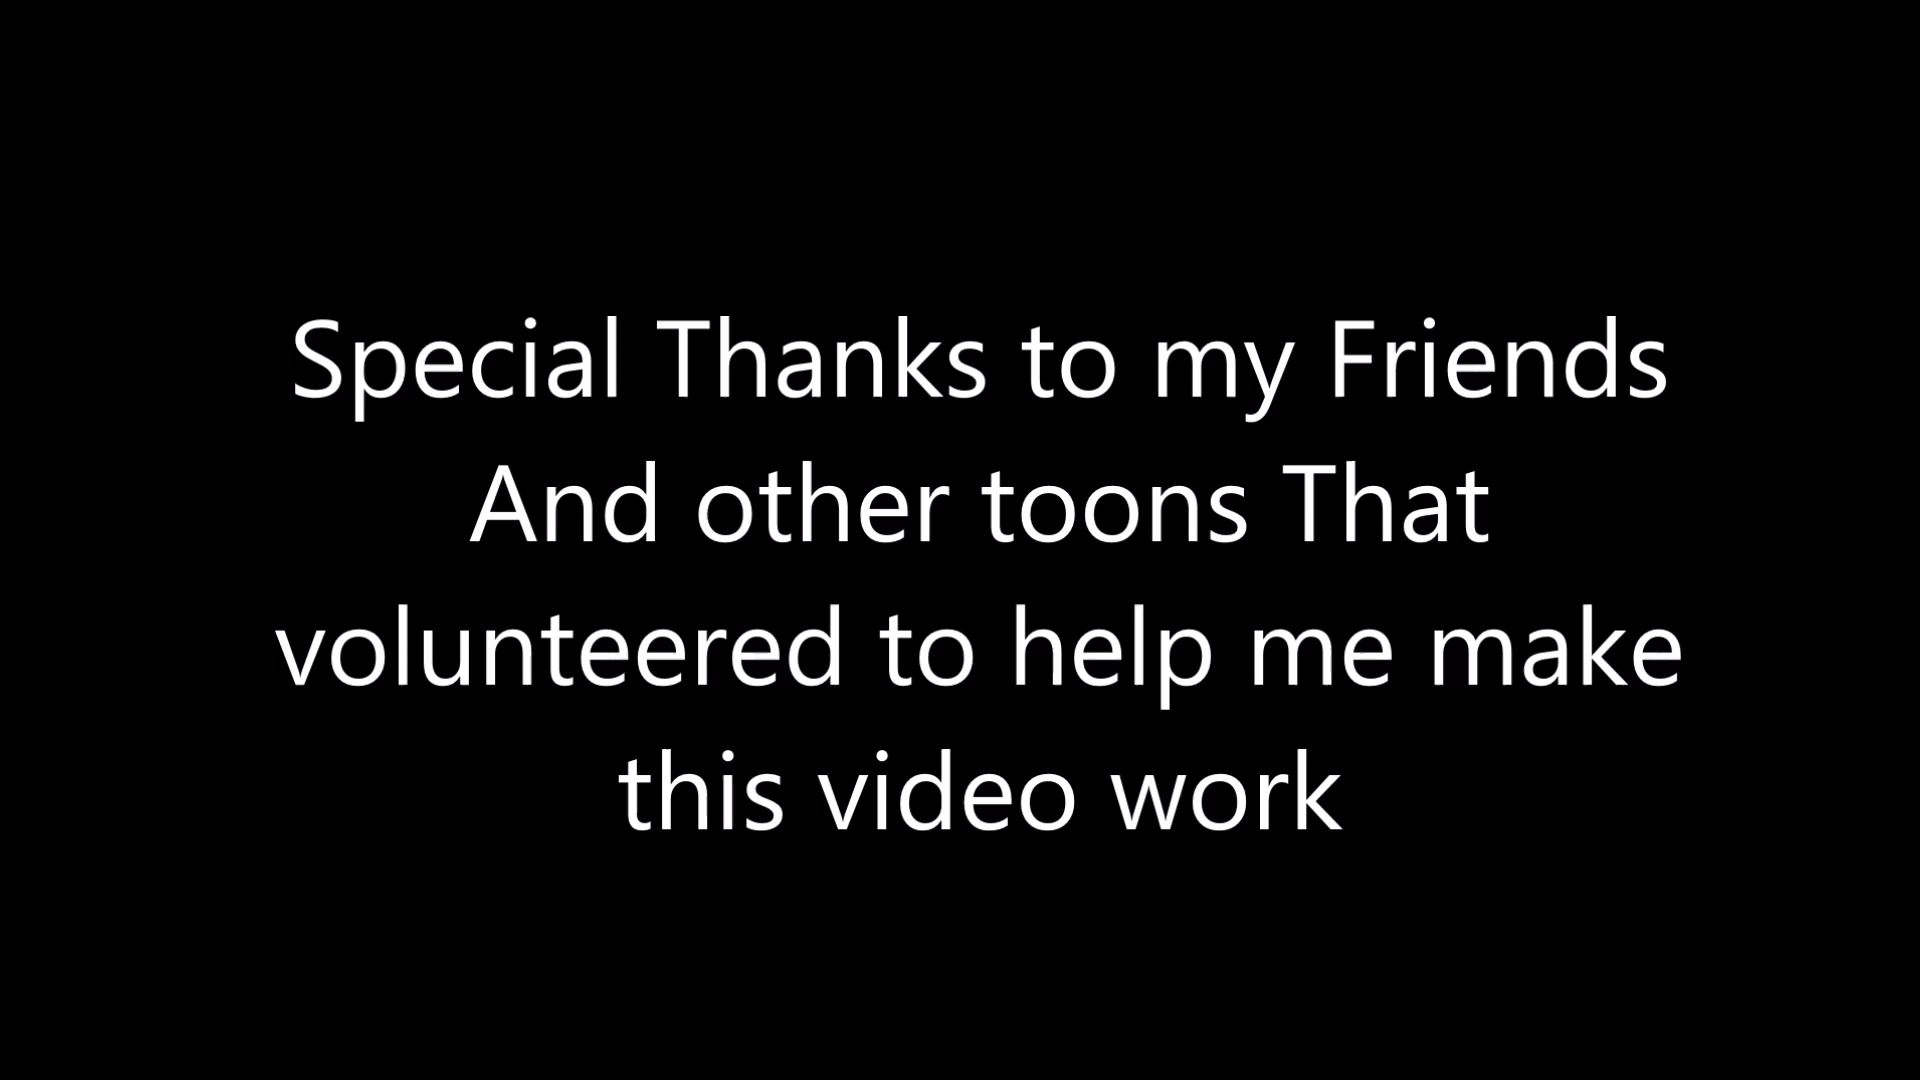 Special Thanks to my Friends
And other toons That
volunteered to help me make
this video work